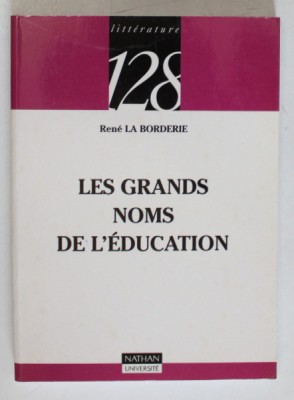 littérature
128
René LA BORDERIE
LES GRANDS
NOMS
DE L'ÉDUCATION
NATHAN
UNIVERSITÉ